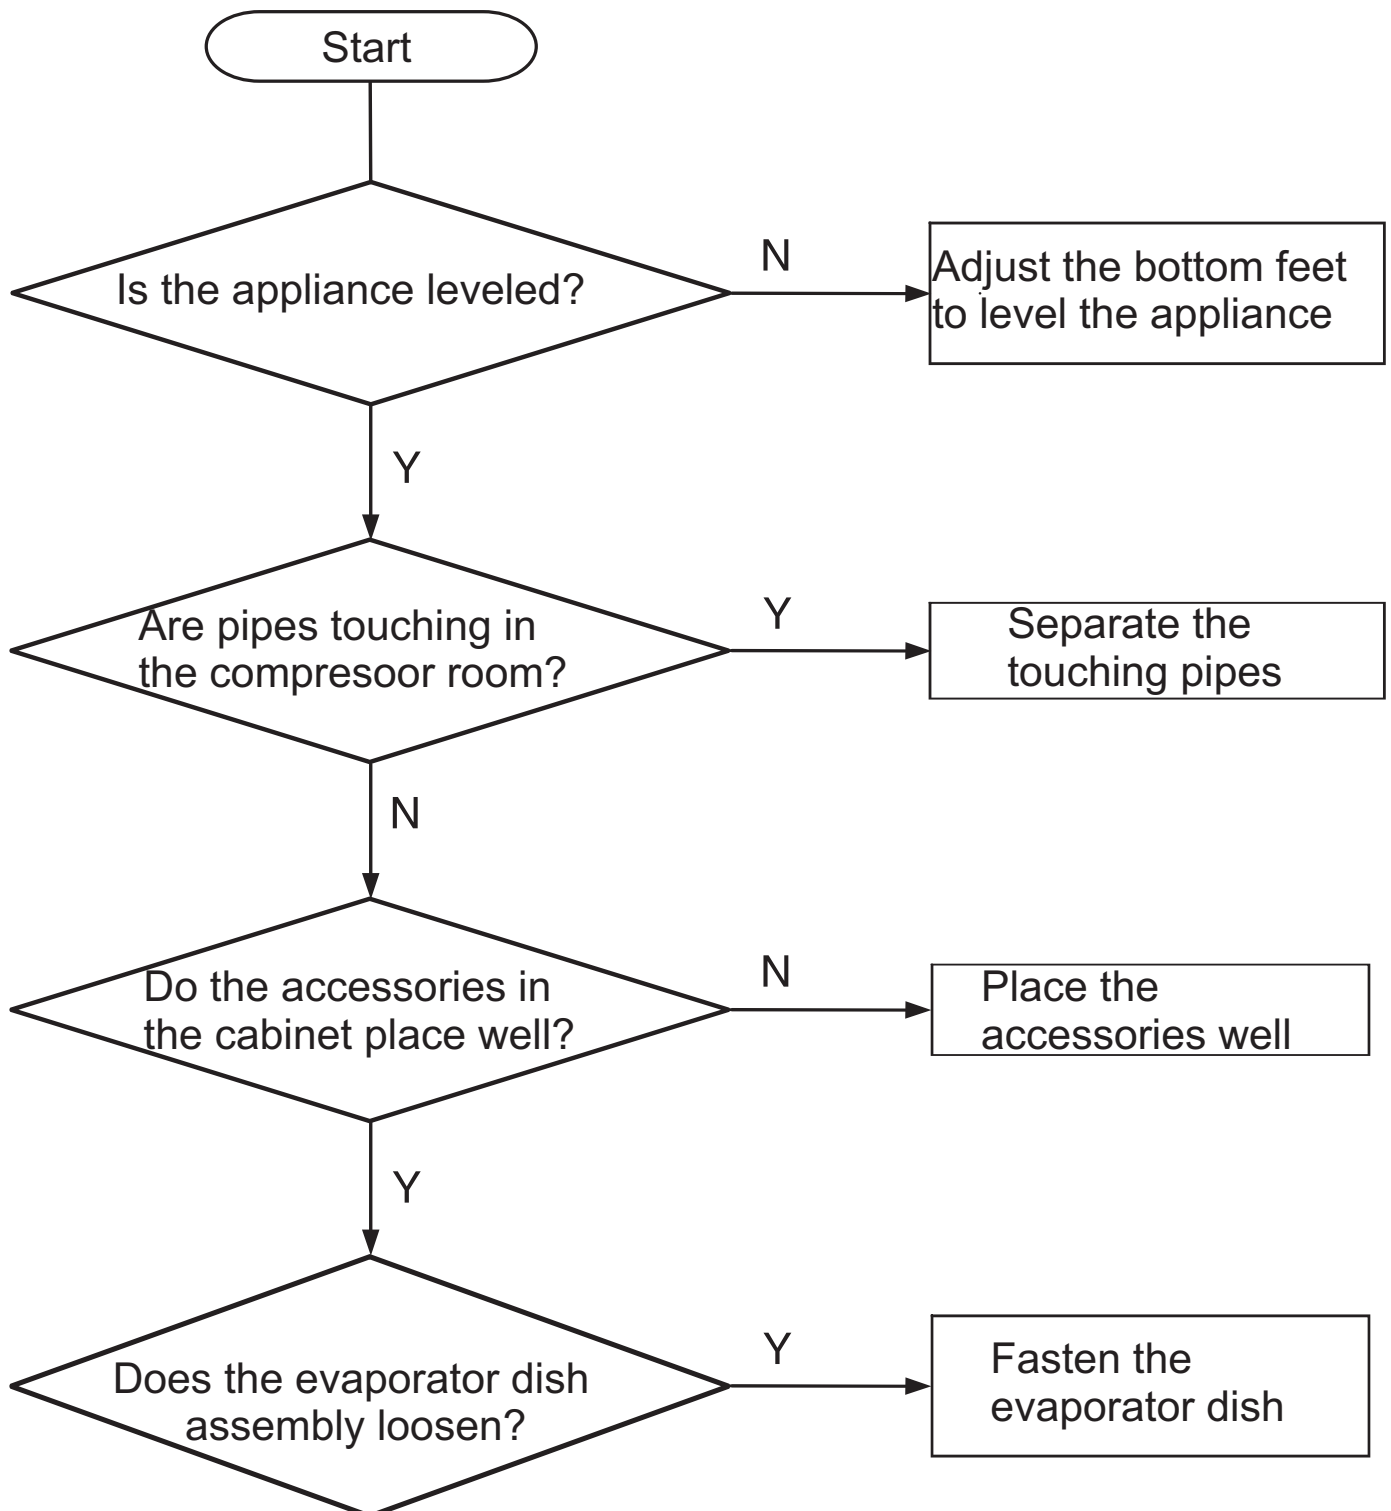 Start
Is the appliance leveled?
N
Adjust the bottom feet
to level the appliance
Y
Are pipes touching in
the compresoor room?
Y
Separate the
touching pipes
N
Do the accessories in
the cabinet place well?
N
Place the
accessories well
Y
Does the evaporator dish
assembly loosen?
Y
Fasten the
evaporator dish